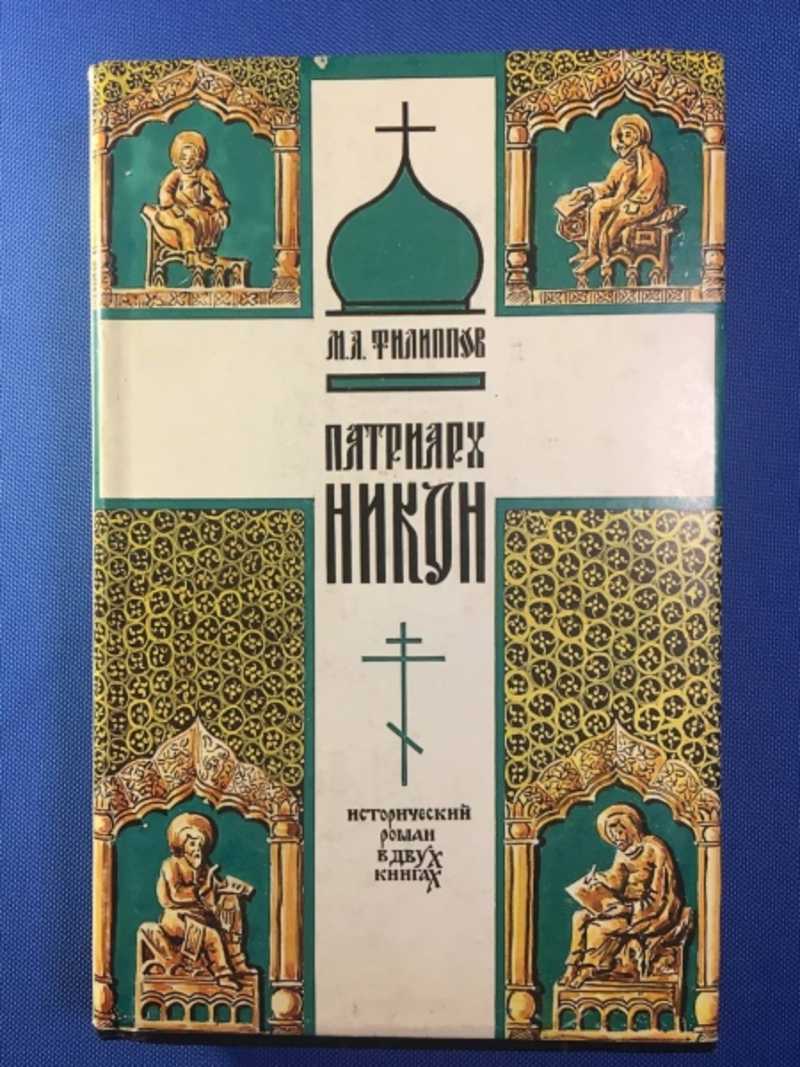 М.А. ФИЛИППОВ
ПАТРИАРХ
НИКОН
исторический
роман
в двух
книгах